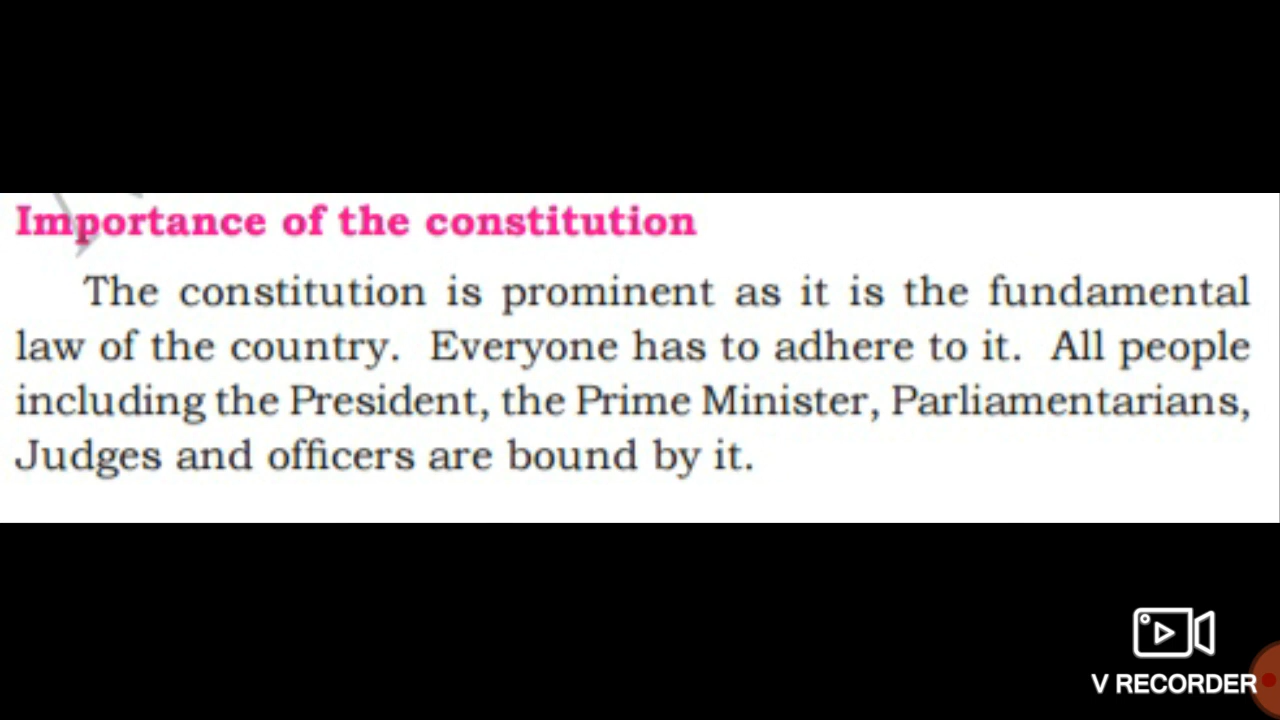 Importance of the constitution
The constitution is prominent as it is the fundamental
law of the country. Everyone has to adhere to it. All people
including the President, the Prime Minister, Parliamentarians,
Judges and officers are bound by it.
V RECORDER